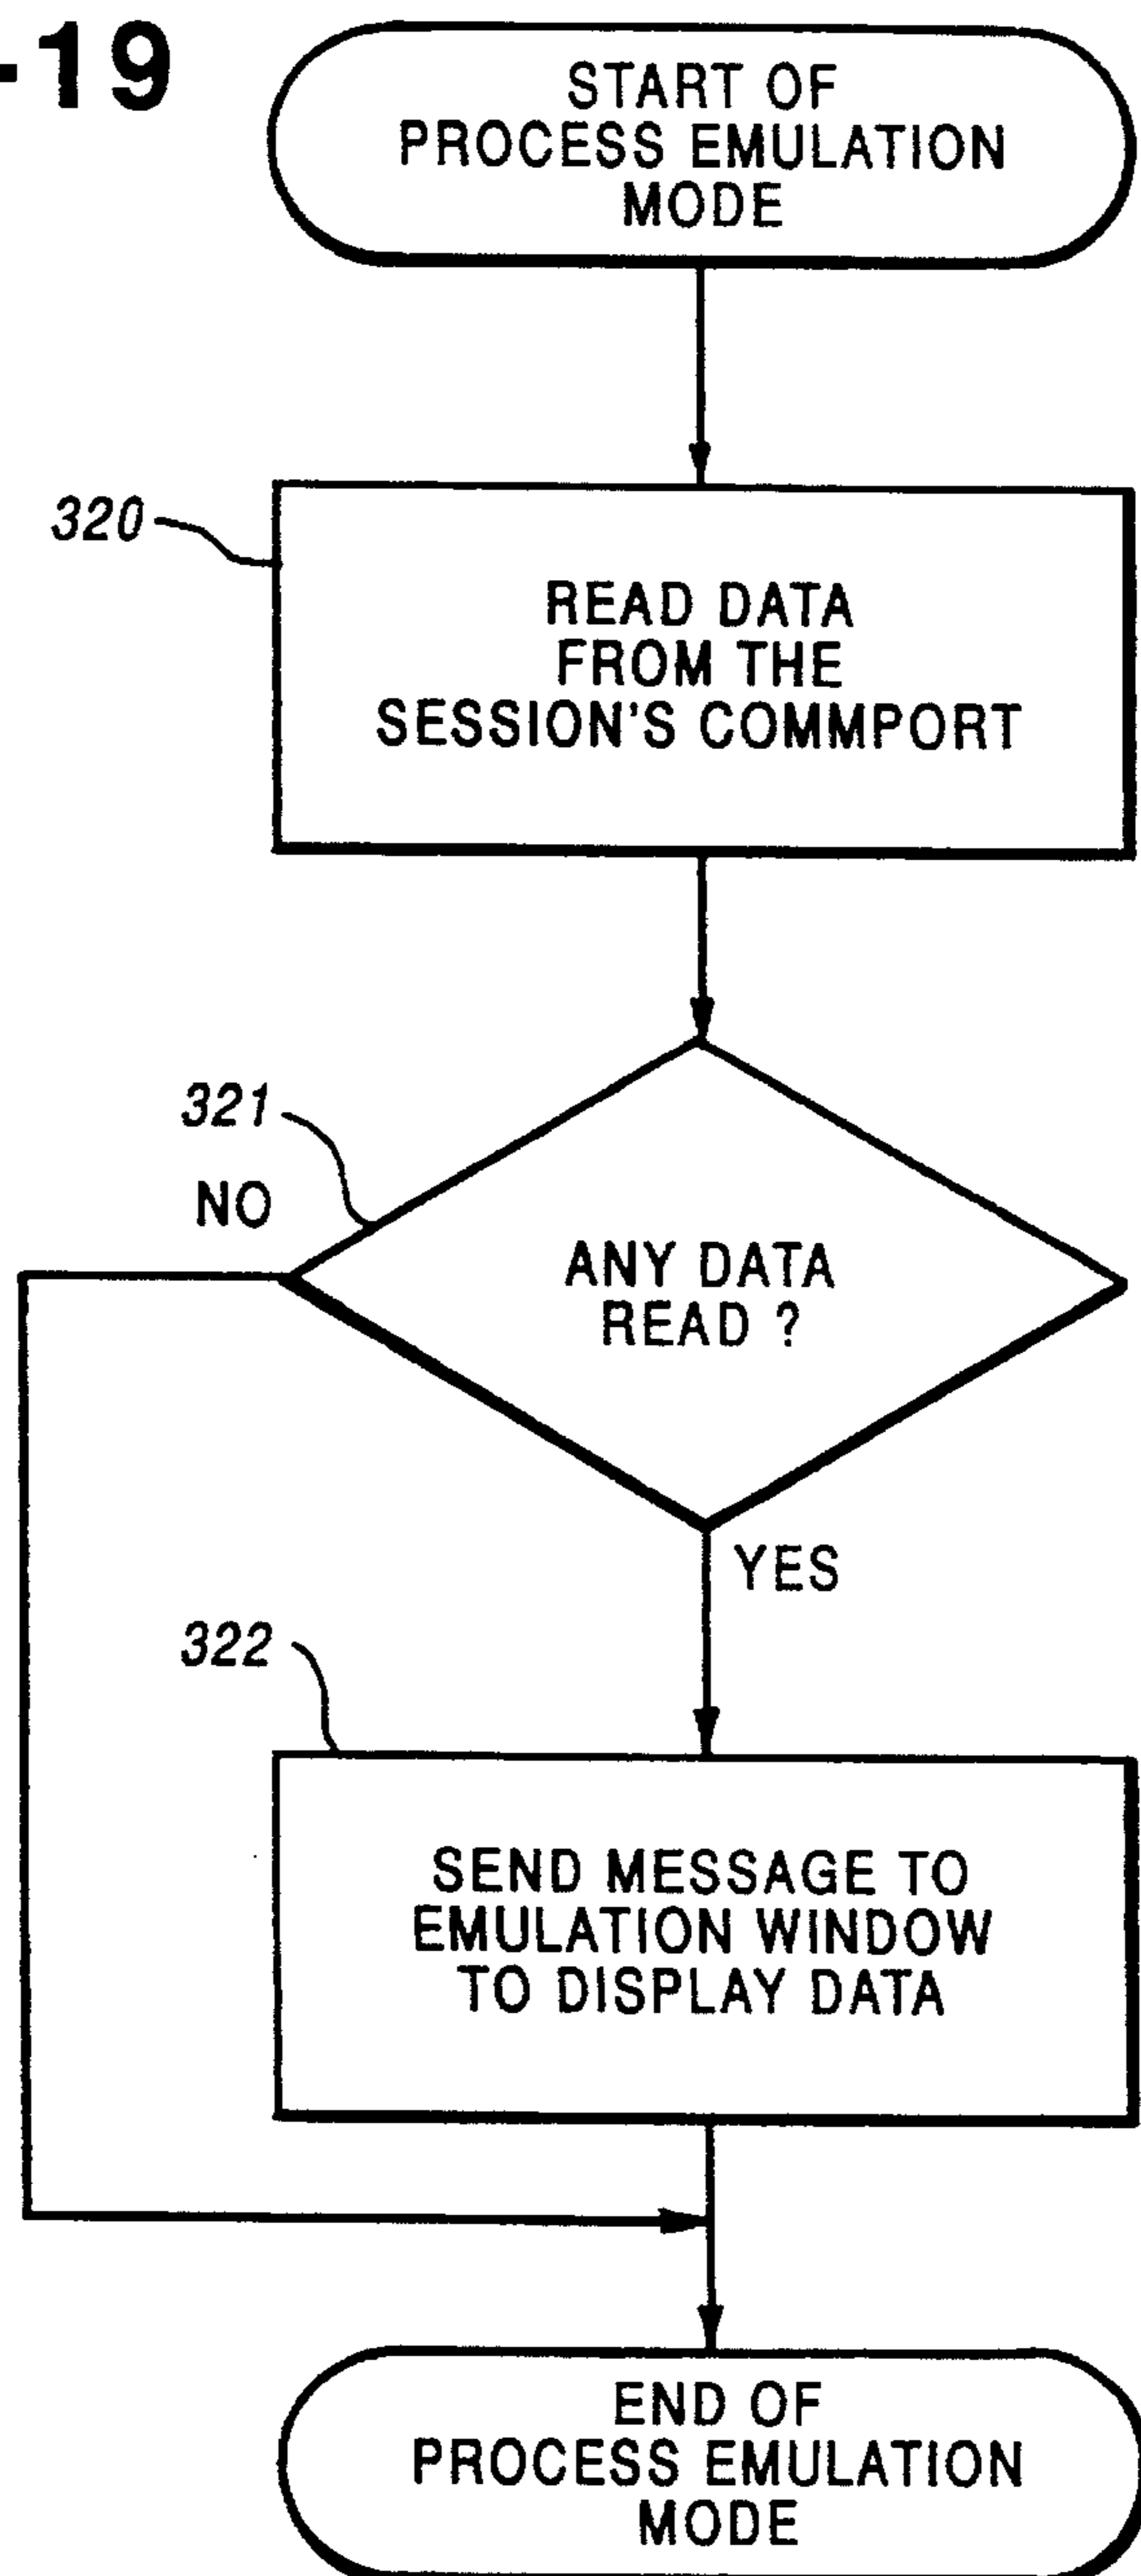 -19
START OF
PROCESS EMULATION
MODE
320
READ DATA
FROM THE
SESSION'S COMMPORT
321
NO
ANY DATA
READ ?
YES
322
SEND MESSAGE TO
EMULATION WINDOW
TO DISPLAY DATA
END OF
PROCESS EMULATION
MODE